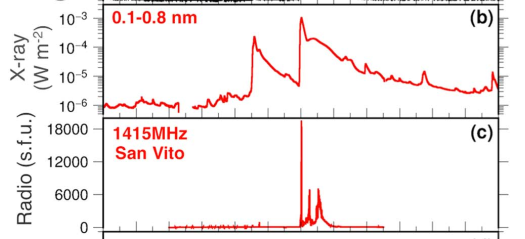 X-ray
(W m-2)
10-3
10-4
10-5
10-6
0.1-0.8 nm
(b)
Radio (s.f.u.)
18000
12000
6000
0
1415MHz
San Vito
(c)